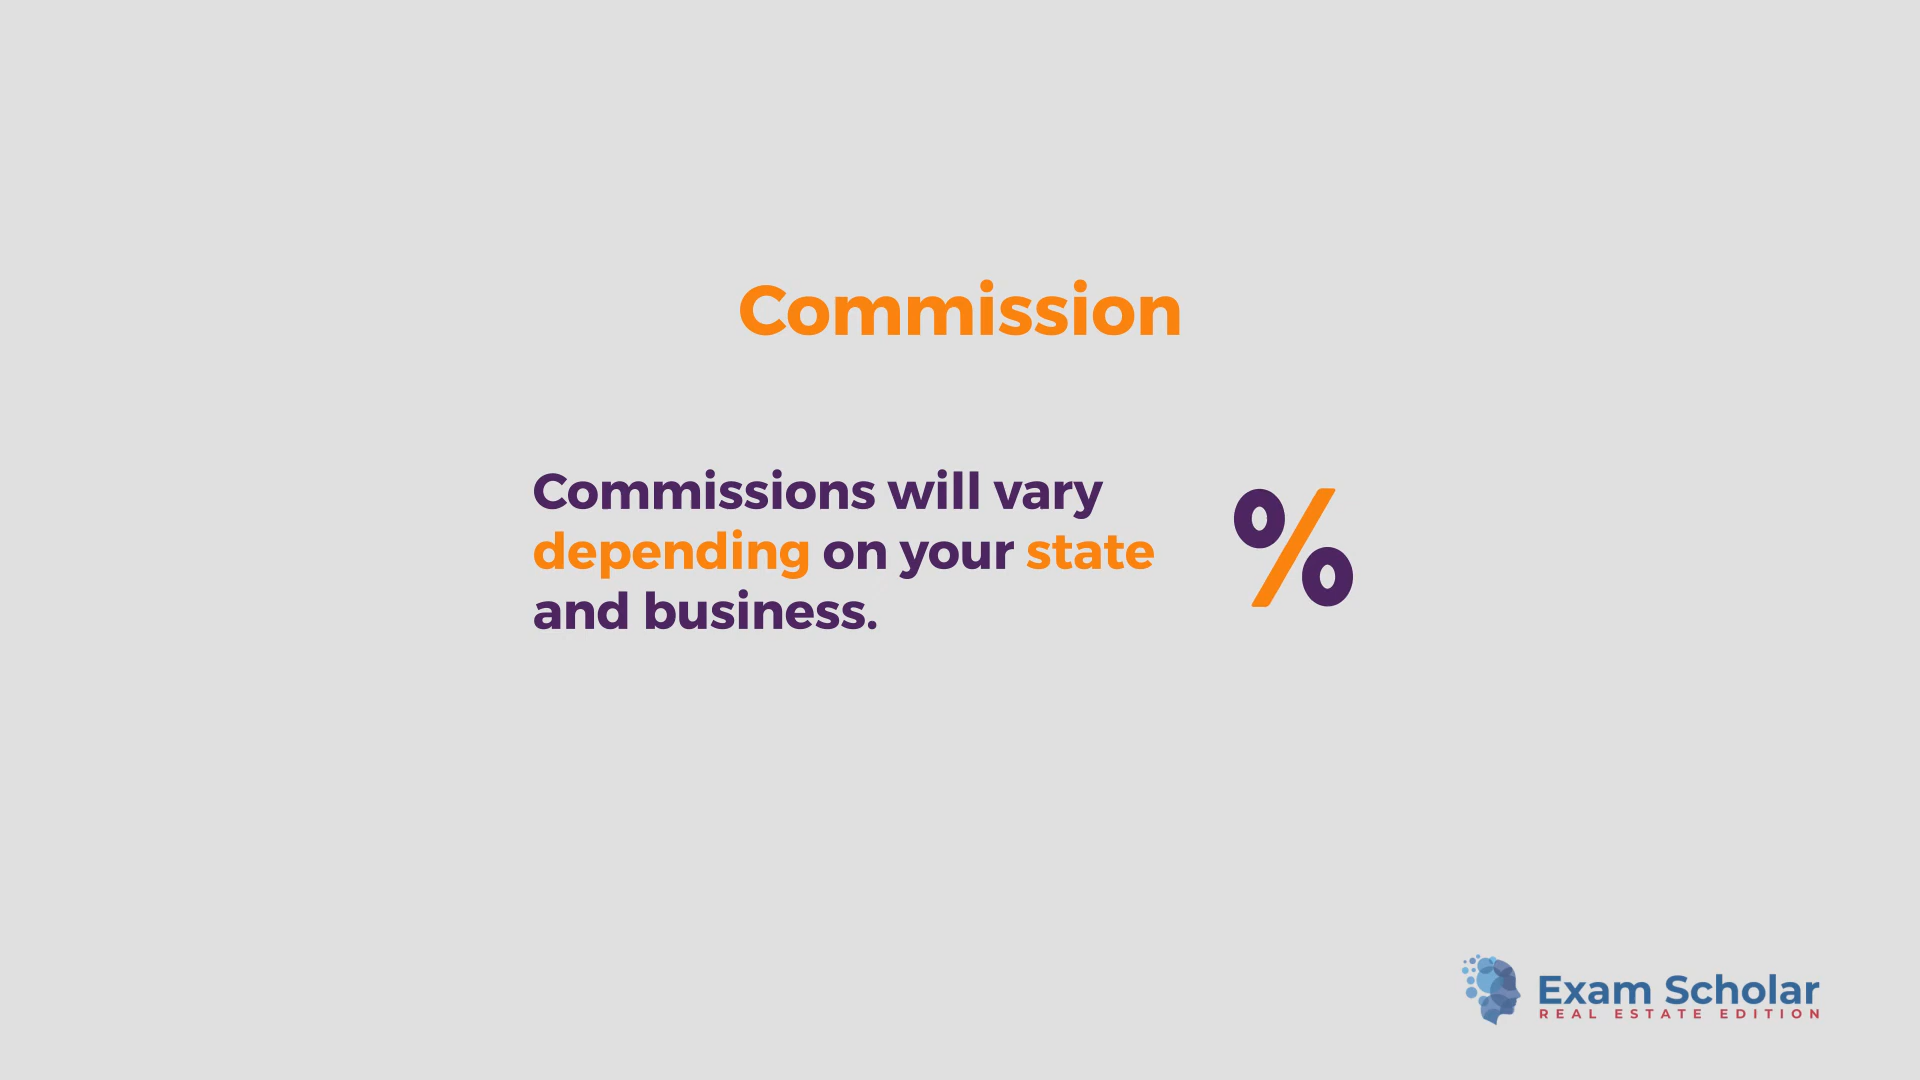 Commission
Commissions will vary
depending on your state
and business.
%
Exam Scholar
REAL ESTATE EDITION